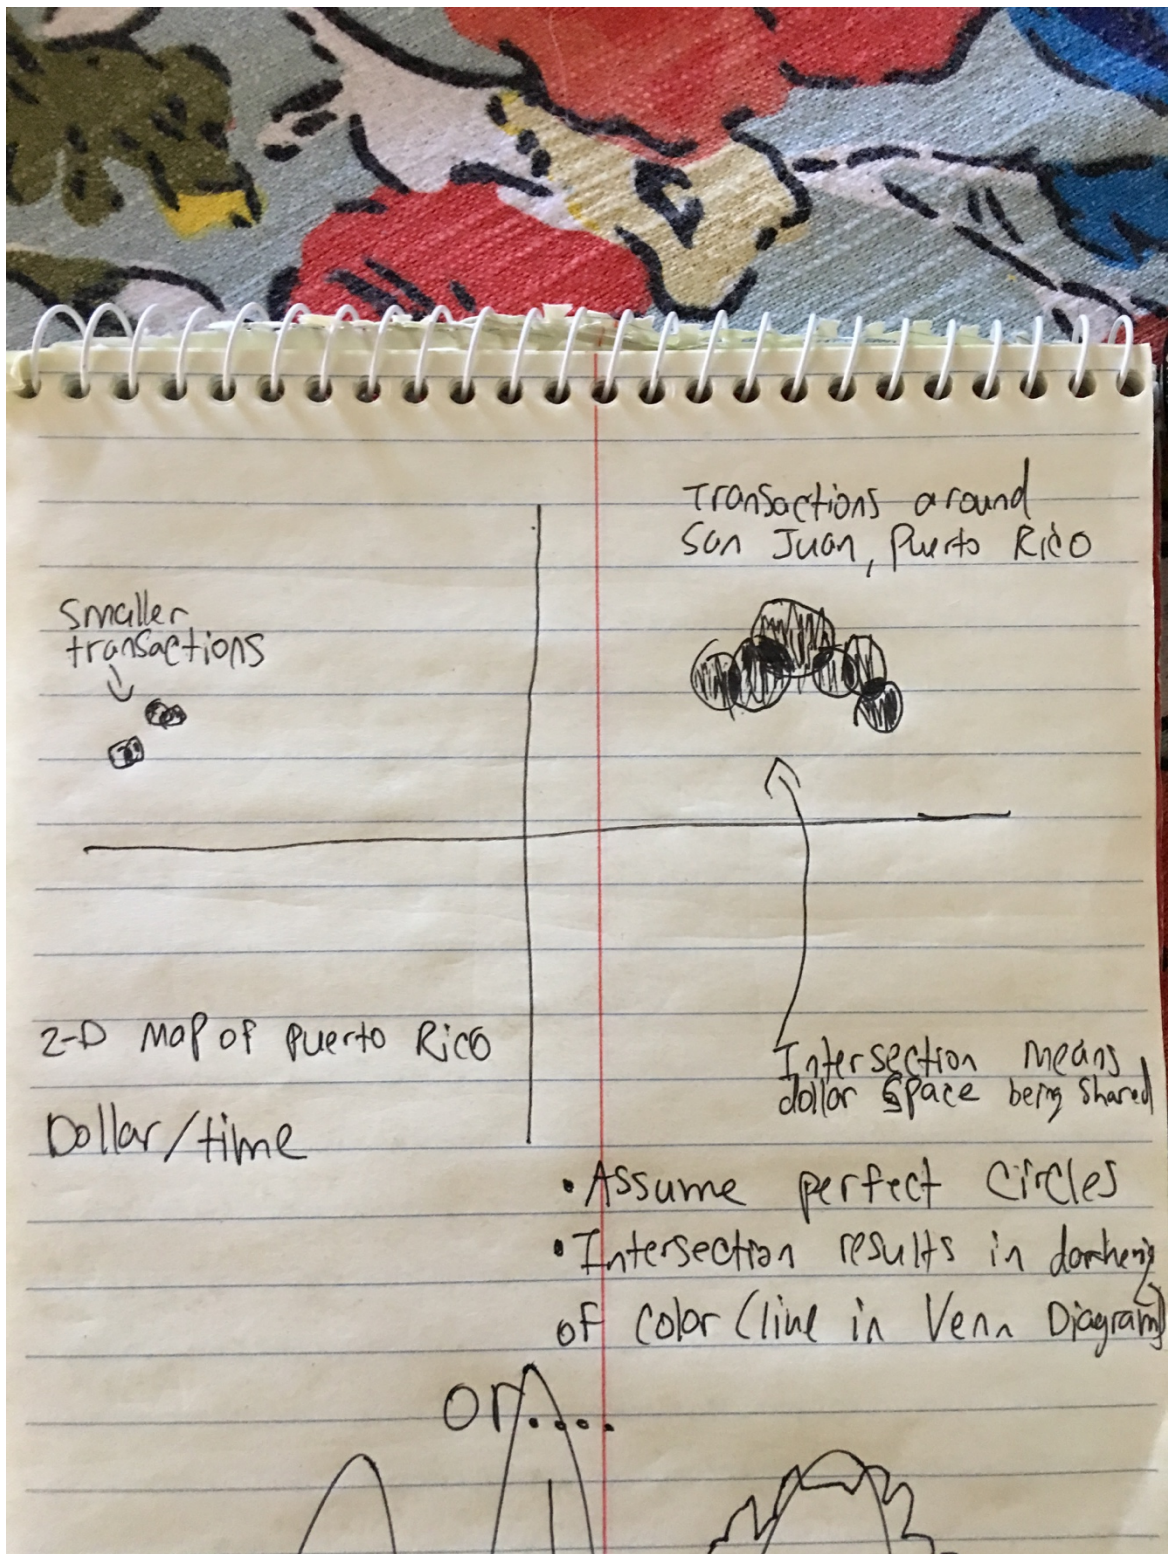 Transactions around
San Juan, Puerto Rico
Smaller
transactions
2-D Map of Puerto Rico
Dollar/time
Intersection means
dollar space being shared
• Assume perfect circles
• Intersection results in darkening
of color (line in Venn Diagram)
or....